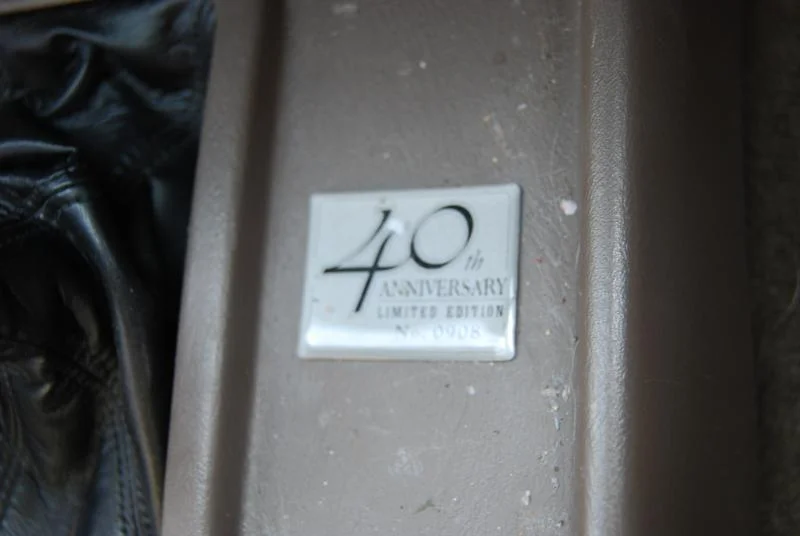 40th
ANNIVERSARY
LIMITED EDITION
No. 0908